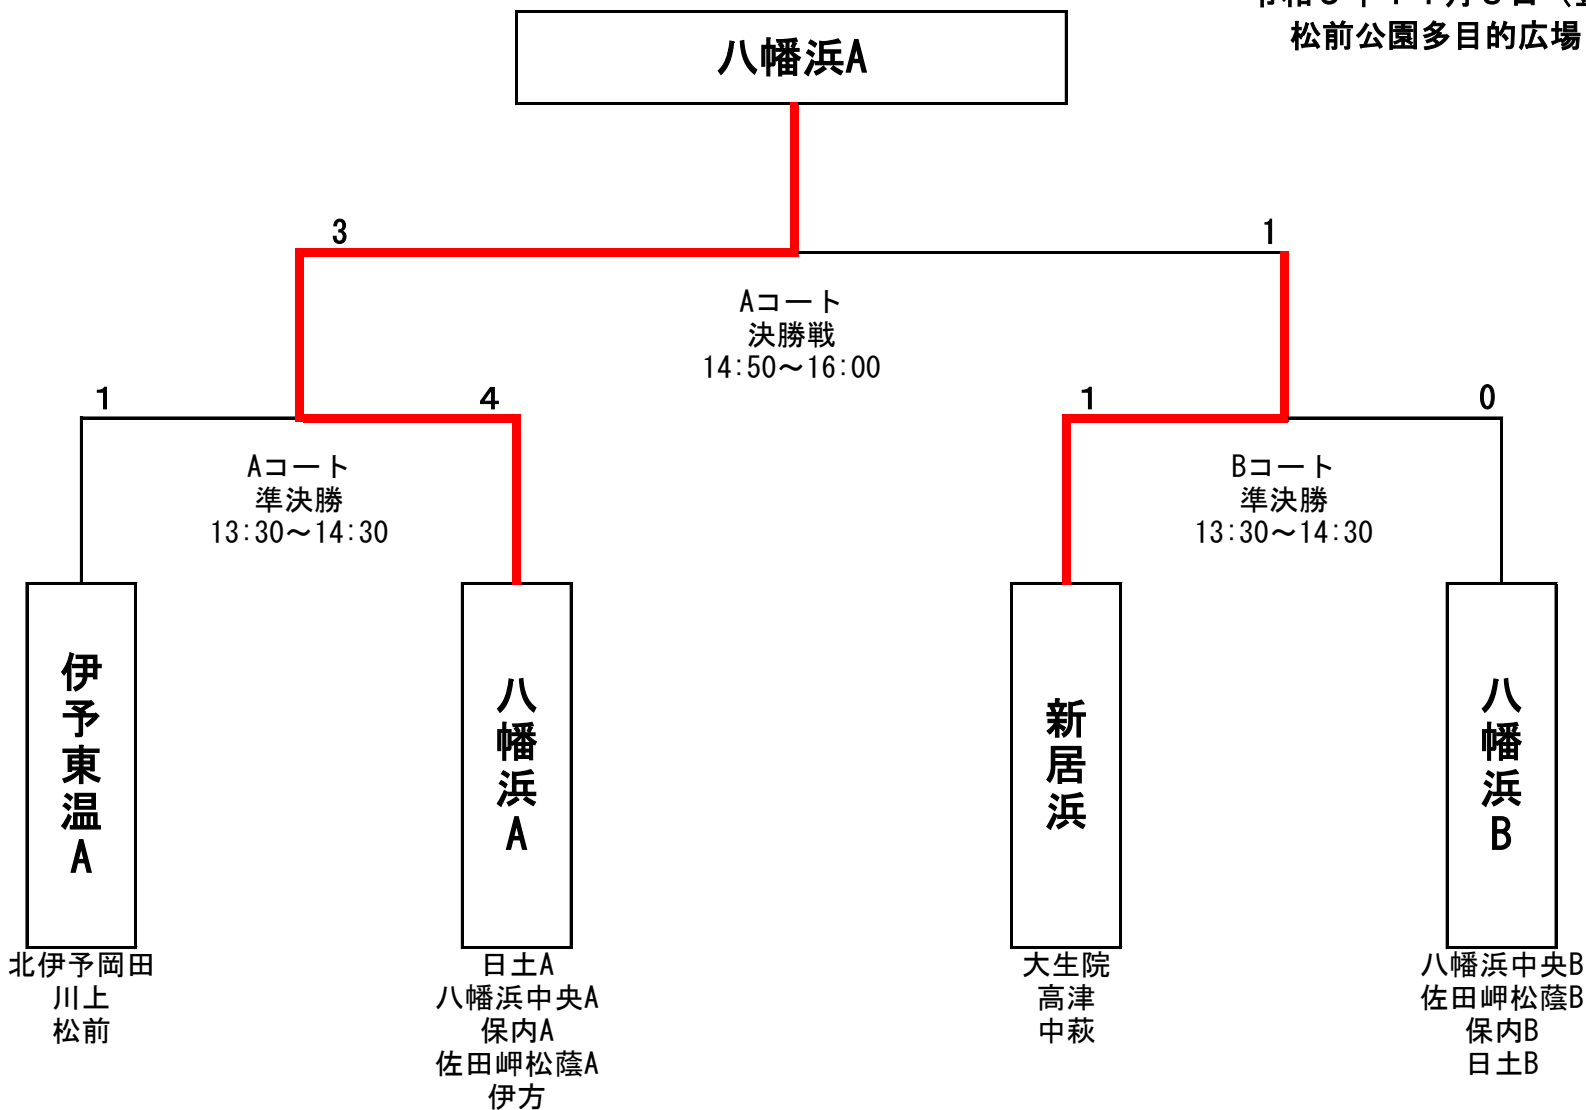 松前公園多目的広場
八幡浜A
3
1
Aコート
決勝戦
14:50～16:00
1
4
1
0
Aコート
準決勝
13:30～14:30
Bコート
準決勝
13:30～14:30
伊予東温A
八幡浜A
新居浜
八幡浜B
北伊予岡田
川上
松前
日土A
八幡浜中央A
保内A
佐田岬松蔭A
伊方
大生院
高津
中萩
八幡浜中央B
佐田岬松蔭B
保内B
日土B